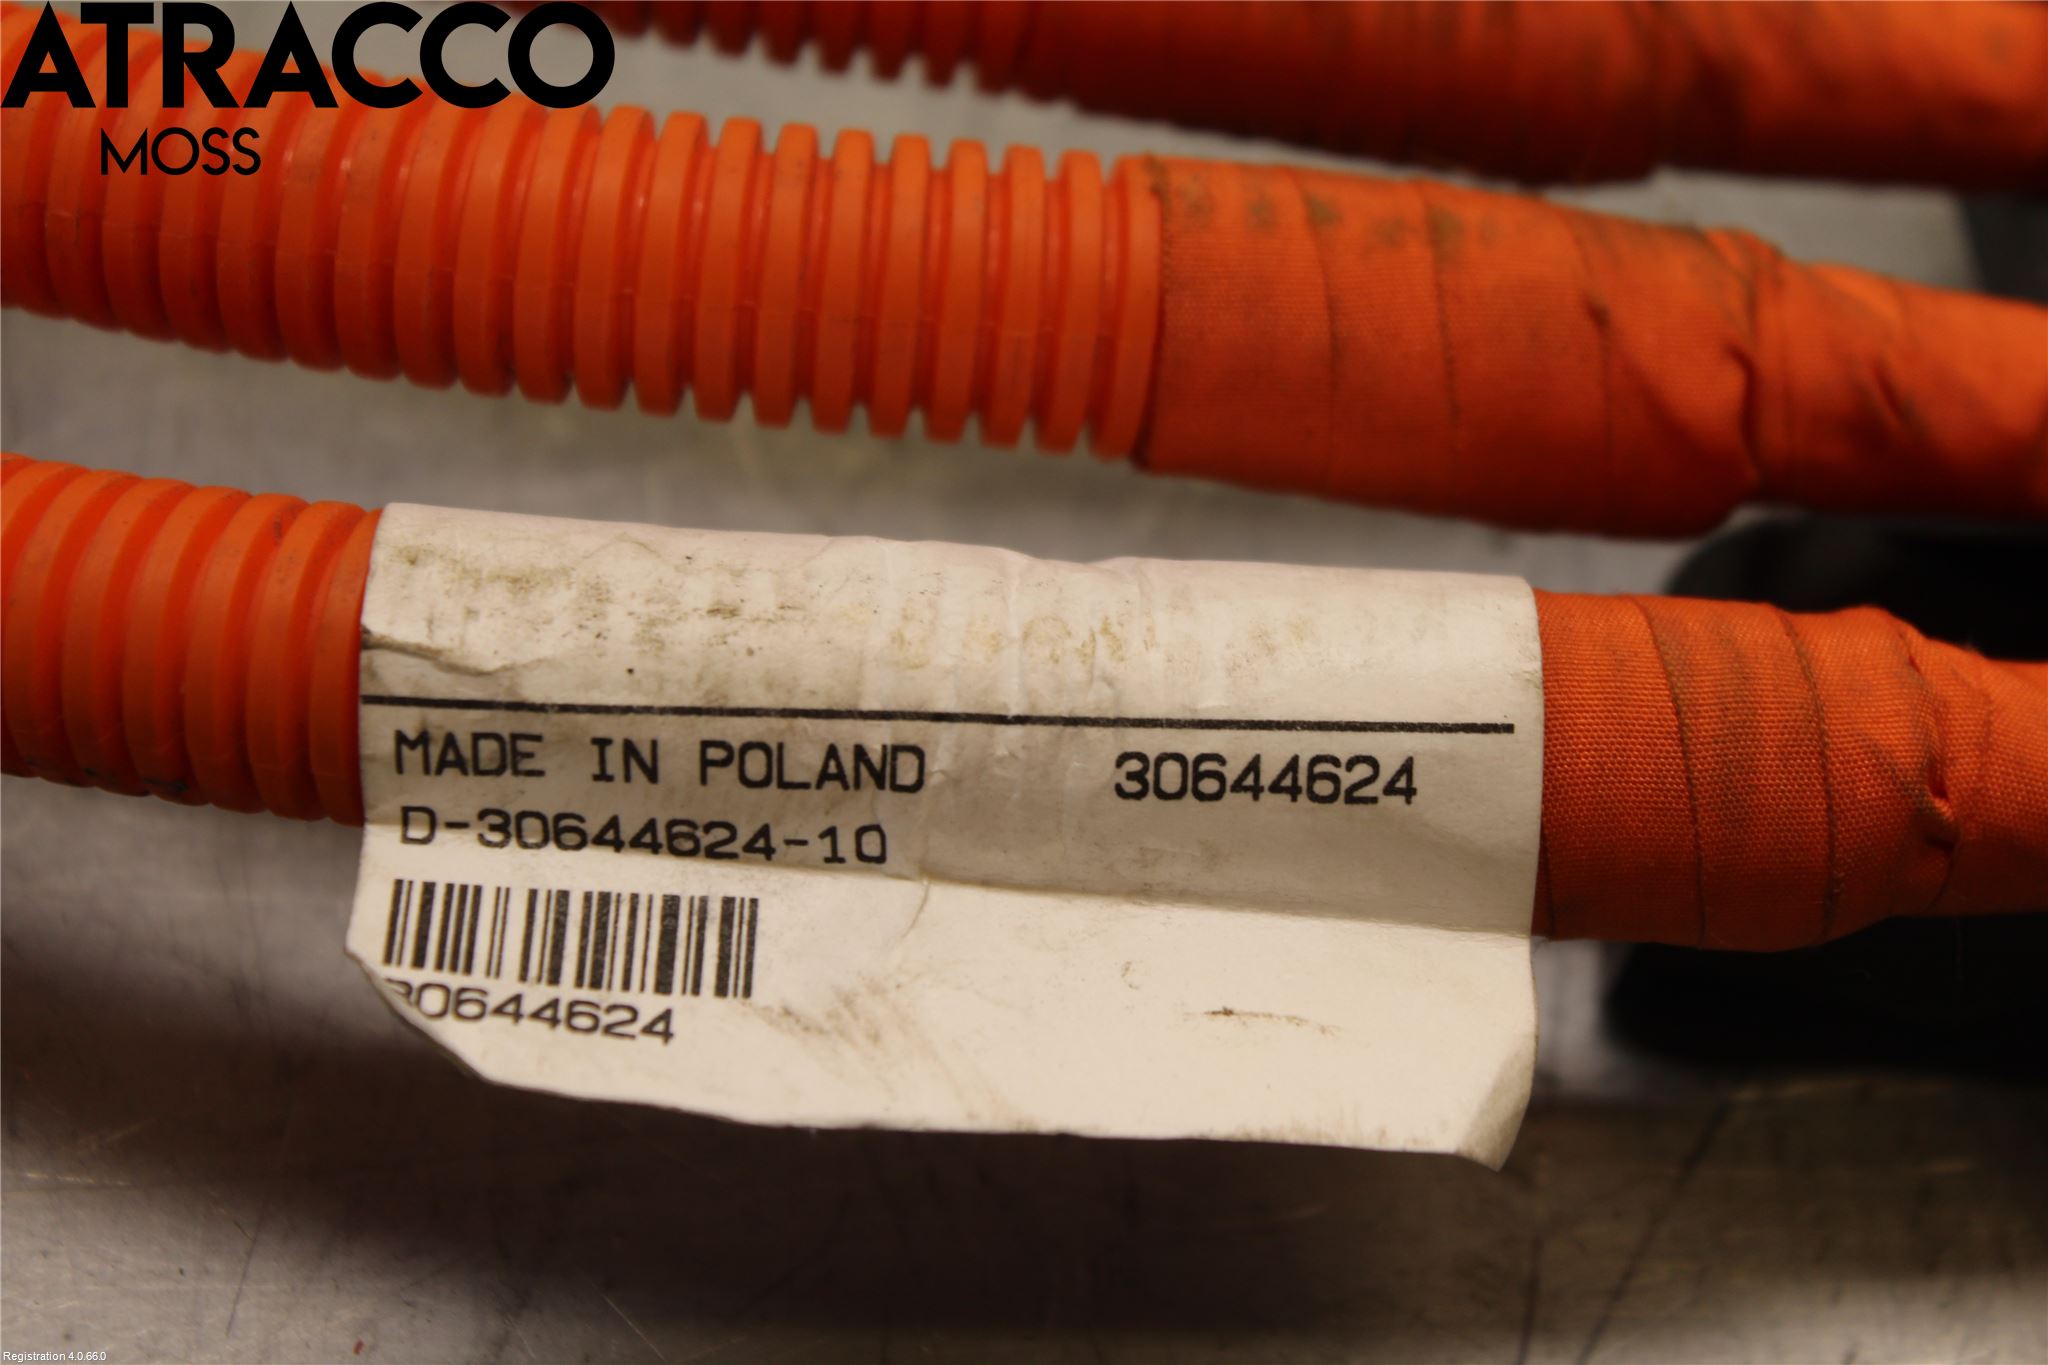 ATRACCO
MOSS
MADE IN POLAND 30644624
D-30644624-10
30644624
Registration 4.0.66.0